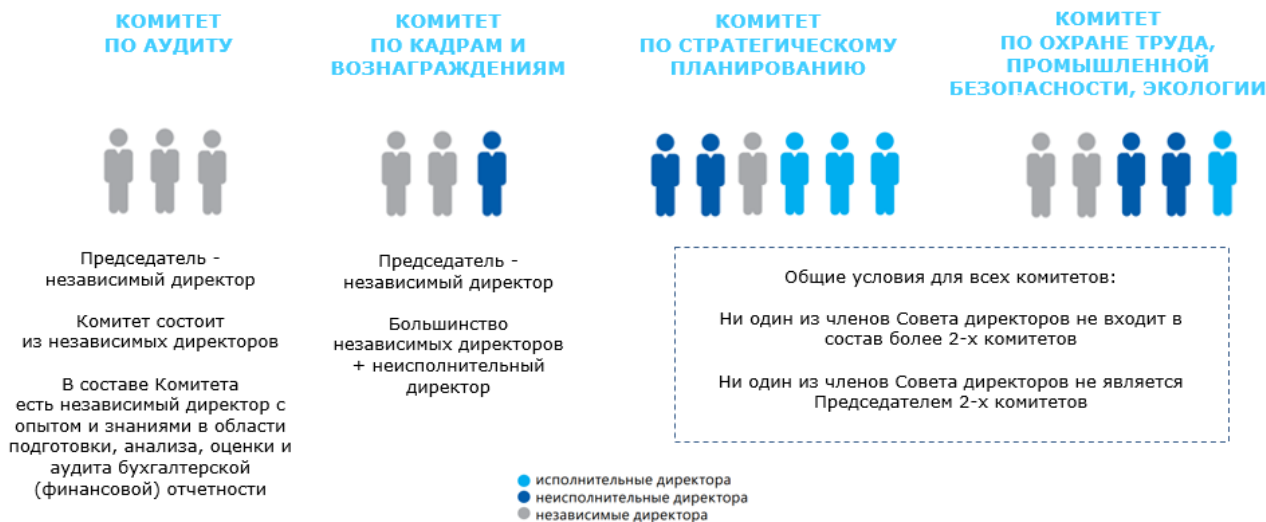 КОМИТЕТ
ПО АУДИТУ
КОМИТЕТ
ПО КАДРАМ И
ВОЗНАГРАЖДЕНИЯМ
КОМИТЕТ
ПО СТРАТЕГИЧЕСКОМУ
ПЛАНИРОВАНИЮ
КОМИТЕТ
ПО ОХРАНЕ ТРУДА,
ПРОМЫШЛЕННОЙ
БЕЗОПАСНОСТИ, ЭКОЛОГИИ
Председатель -
независимый директор
Комитет состоит
из независимых директоров
В составе Комитета
есть независимый директор с
опытом и знаниями в области
подготовки, анализа, оценки и
аудита бухгалтерской
(финансовой) отчетности
Председатель -
независимый директор
Большинство
независимых директоров
+ неисполнительный
директор
Общие условия для всех комитетов:
Ни один из членов Совета директоров не входит в
состав более 2-х комитетов
Ни один из членов Совета директоров не является
Председателем 2-х комитетов
исполнительные директора
неисполнительные директора
независимые директора